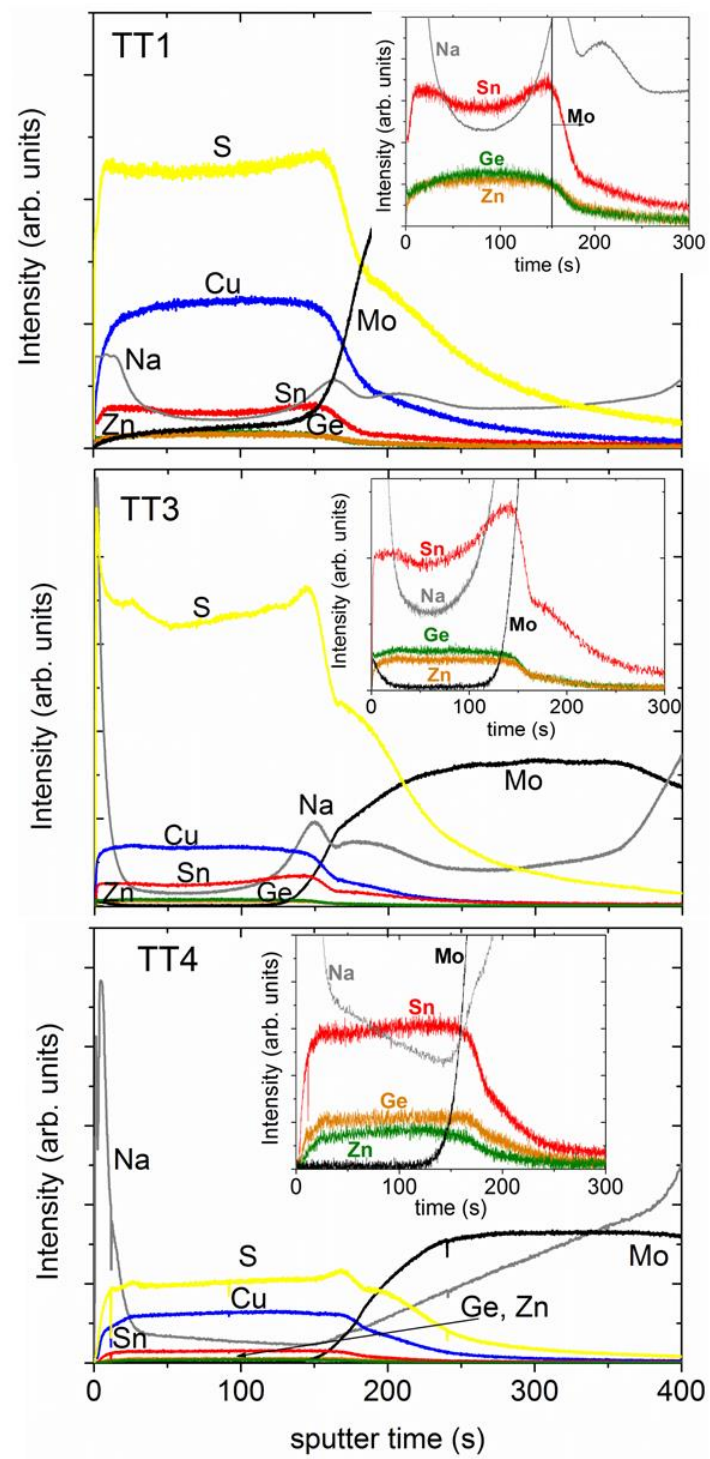 TT1
Intensity (arb. units)
S
Cu
Na
Sn
Zn
Ge
Mo
Intensity (arb. units)
Na
Sn
Mo
Ge
Zn
0 100 200 300
time (s)
TT3
Intensity (arb. units)
S
Na
Mo
Cu
Sn
Zn
Ge
Intensity (arb. units)
Sn
Na
Ge
Mo
Zn
0 100 200 300
time (s)
TT4
Intensity (arb. units)
Na
S
Cu
Sn
Ge, Zn
Mo
Intensity (arb. units)
Na
Mo
Sn
Ge
Zn
0 100 200 300
time (s)
0 100 200 300 400
sputter time (s)